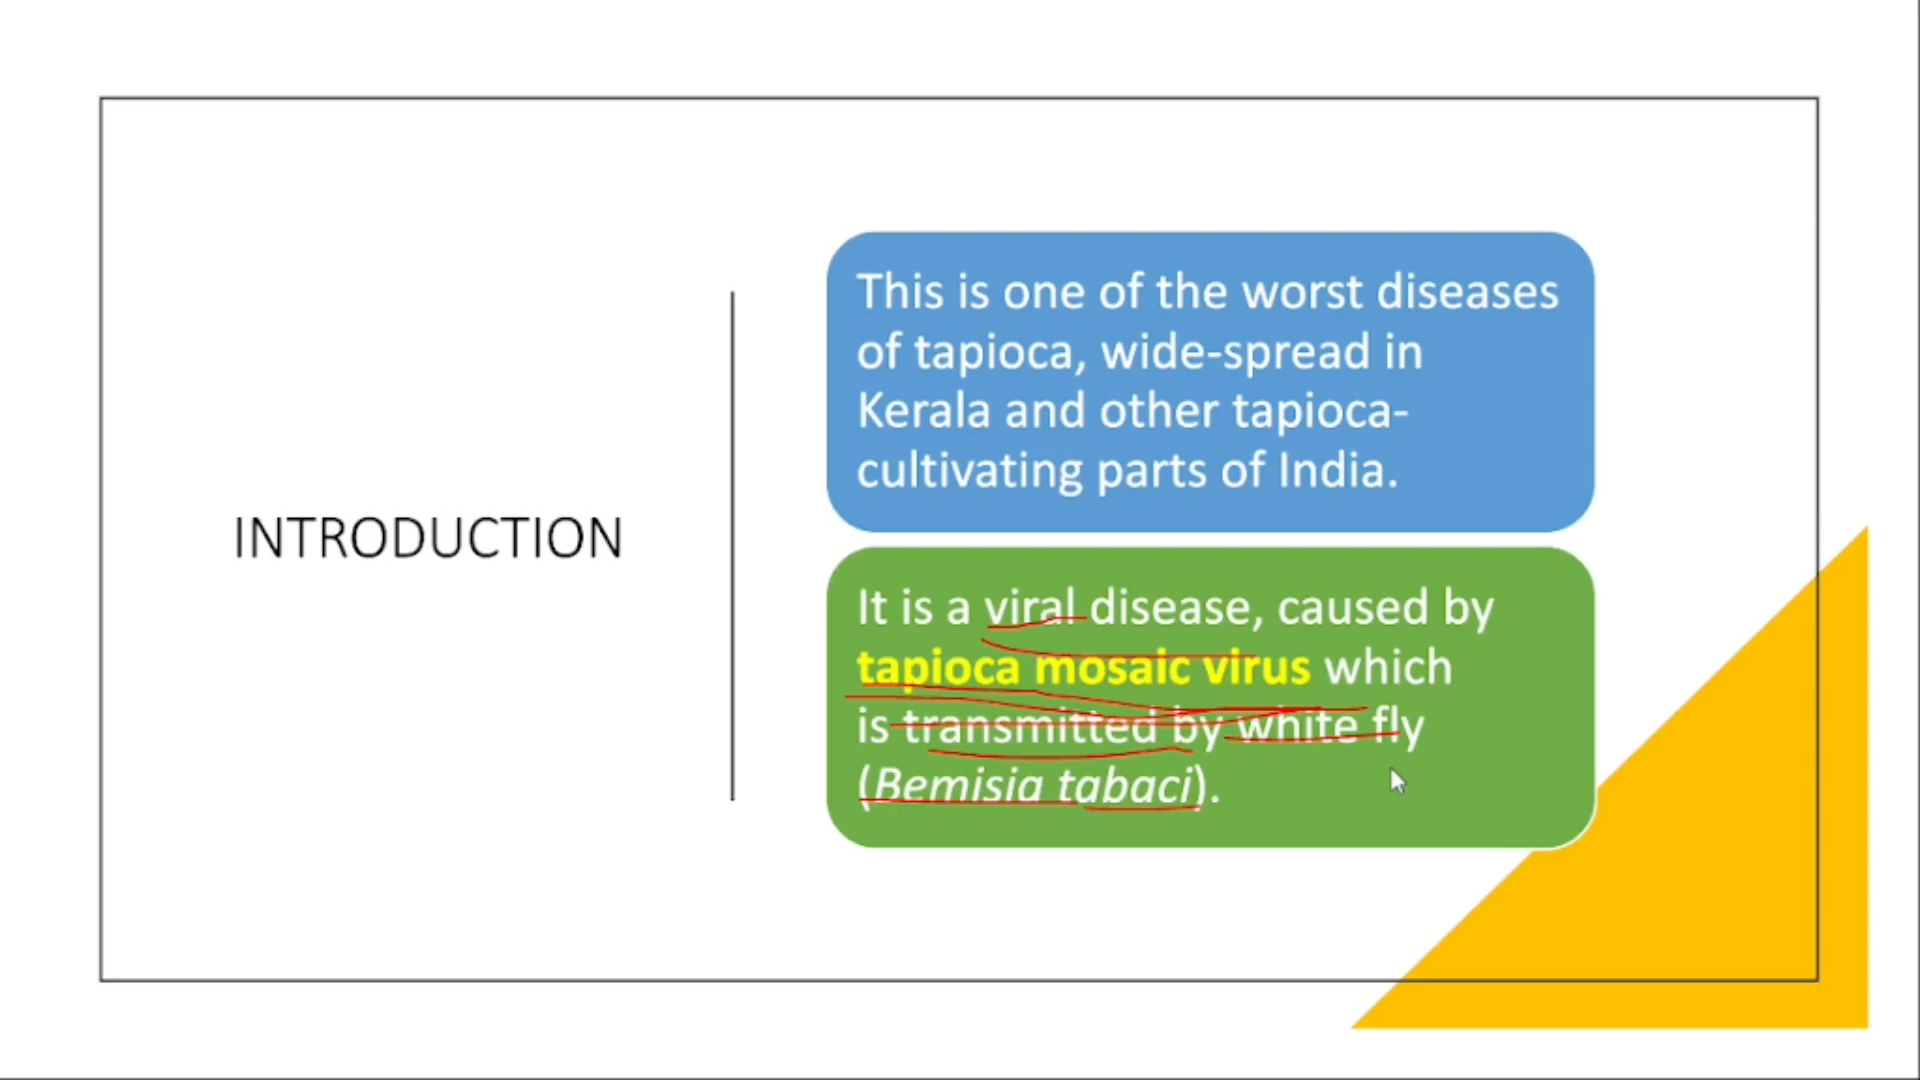 INTRODUCTION
This is one of the worst diseases
of tapioca, wide-spread in
Kerala and other tapioca-
cultivating parts of India.
It is a viral disease, caused by
tapioca mosaic virus which
is transmitted by white fly
(Bemisia tabaci).